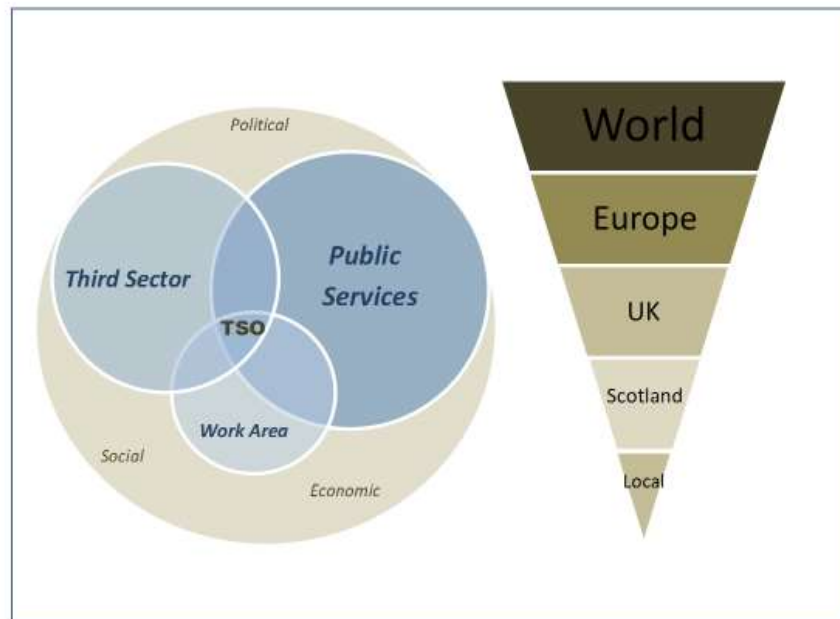 Political
Third Sector
Public
Services
TSO
Work Area
Social
Economic
World
Europe
UK
Scotland
Local